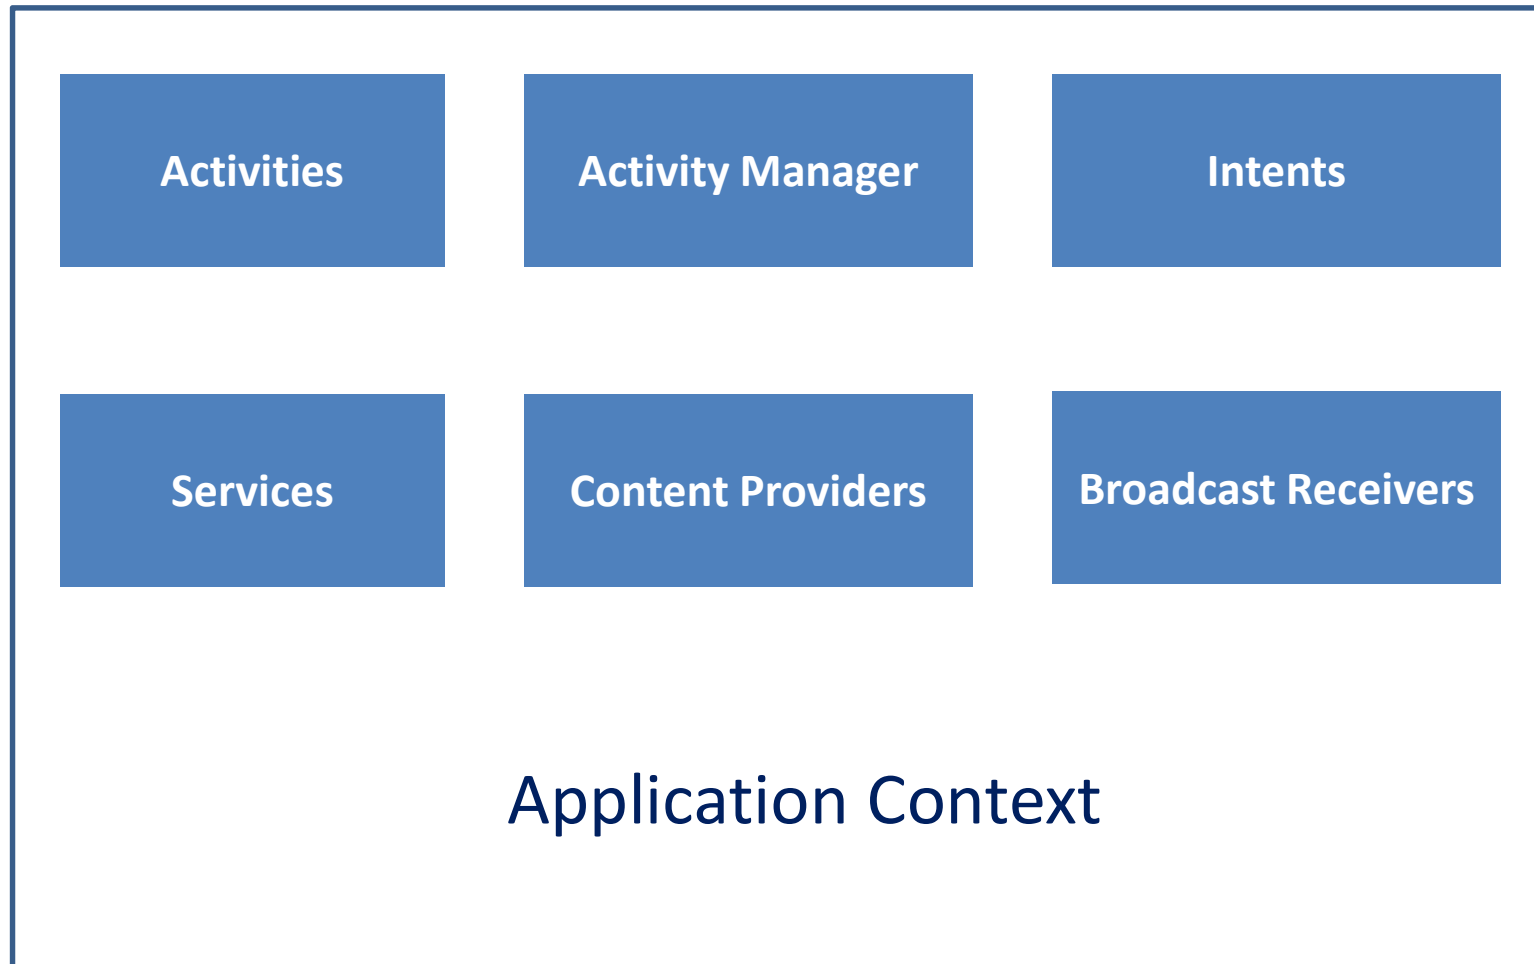 Activities
Activity Manager
Intents
Services
Content Providers
Broadcast Receivers
Application Context